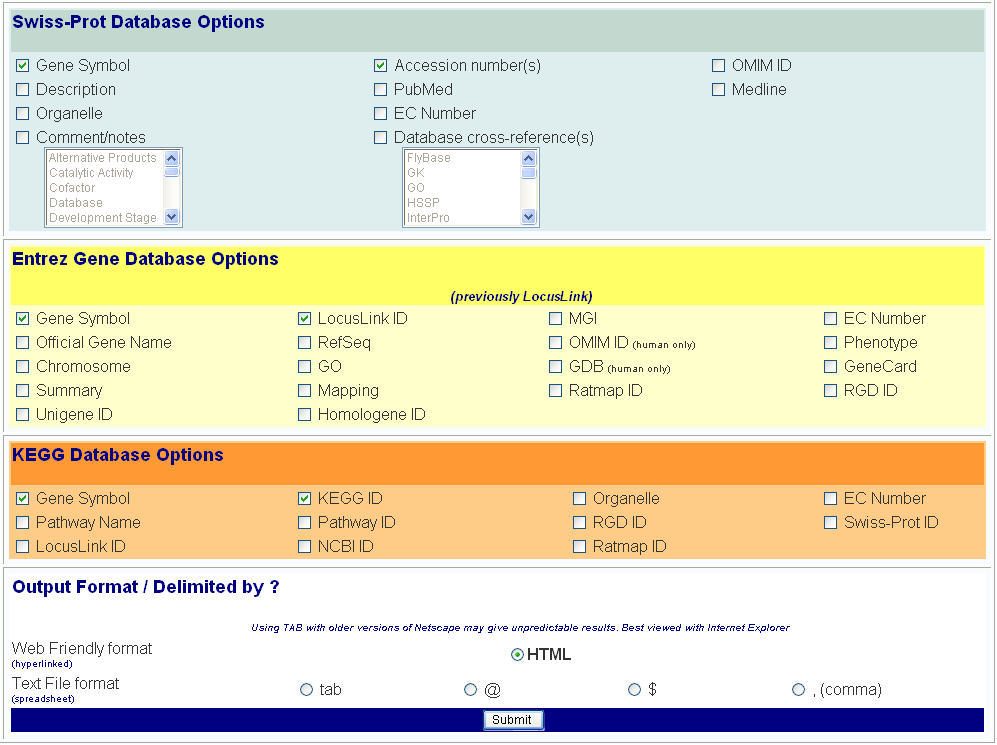 Swiss-Prot Database Options
Gene Symbol Accession number(s) OMIM ID
Description PubMed Medline
Organelle EC Number
Comment/notes Database cross-reference(s)
Alternative Products FlyBase
Catalytic Activity GK
Cofactor GO
Database HSSP
Development Stage InterPro
Entrez Gene Database Options
(previously LocusLink)
Gene Symbol LocusLink ID MGI EC Number
Official Gene Name RefSeq OMIM ID (human only) Phenotype
Chromosome GO GDB (human only) GeneCard
Summary Mapping Ratmap ID RGD ID
Unigene ID Homologene ID
KEGG Database Options
Gene Symbol KEGG ID Organelle EC Number
Pathway Name Pathway ID RGD ID Swiss-Prot ID
LocusLink ID NCBI ID Ratmap ID
Output Format / Delimited by ?
Using TAB with older versions of Netscape may give unpredictable results. Best viewed with Internet Explorer
Web Friendly format HTML
(hyperlinked)
Text File format tab @ $ , (comma)
(spreadsheet)
Submit